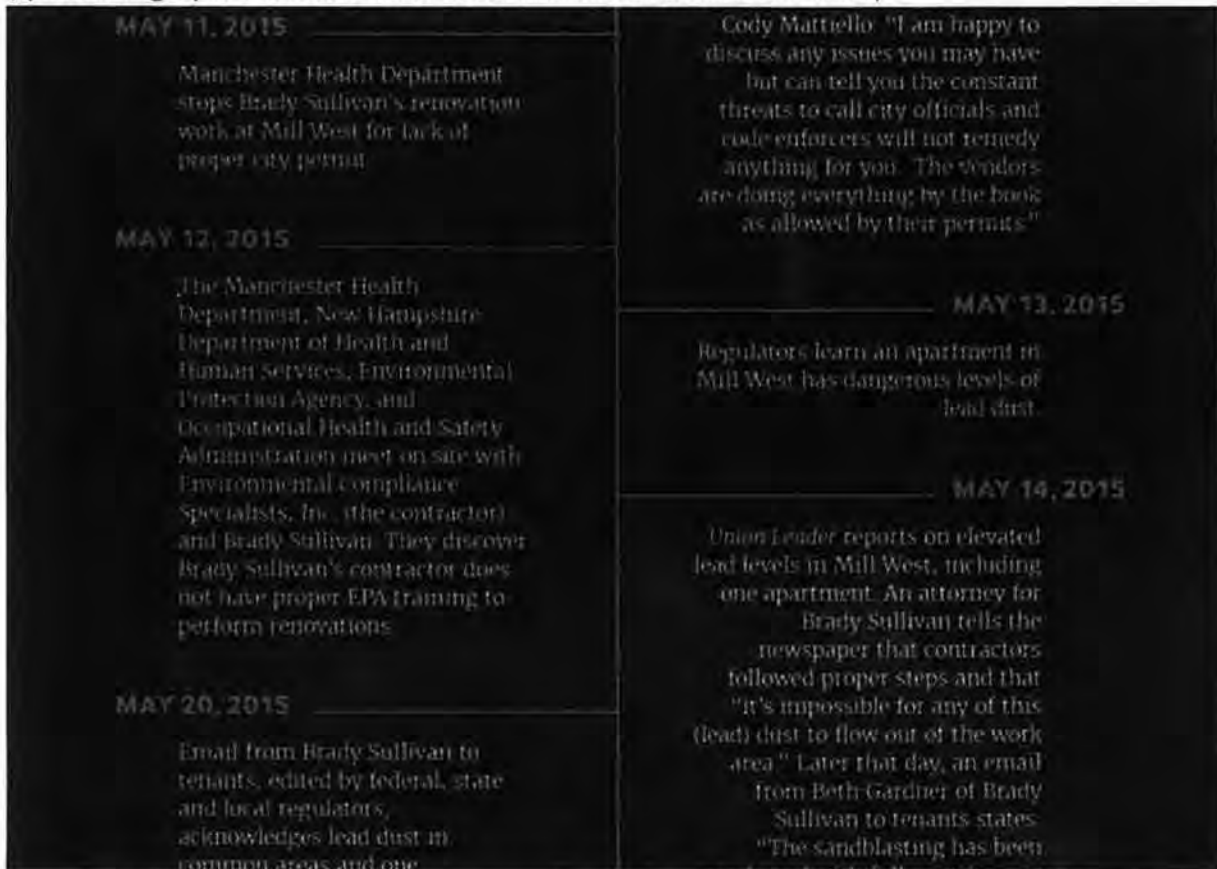 MAY 11, 2015
Manchester Health Department
stops Brady Sullivan's renovation
work at Mill West for lack of
proper city permit
MAY 12, 2015
The Manchester Health
Department, New Hampshire
Department of Health and
Human Services, Environmental
Protection Agency, and
Occupational Health and Safety
Administration meet on site with
Environmental compliance
Specialists, Inc. (the contractor)
and Brady Sullivan. They discover
Brady Sullivan's contractor does
not have proper EPA training to
perform renovations
MAY 20, 2015
Email from Brady Sullivan to
tenants, edited by federal, state
and local regulators,
acknowledges lead dust in
common areas and one
Cody Mattiello "I am happy to
discuss any issues you may have
but can tell you the constant
threats to call city officials and
code enforcers will not remedy
anything for you. The vendors
are doing everything by the book
as allowed by their permits."
MAY 13, 2015
Regulators learn an apartment in
Mill West has dangerous levels of
lead dust.
MAY 14, 2015
Union Leader reports on elevated
lead levels in Mill West, including
one apartment. An attorney for
Brady Sullivan tells the
newspaper that contractors
followed proper steps and that
"it's impossible for any of this
(lead) dust to flow out of the work
area." Later that day, an email
from Beth Gardner of Brady
Sullivan to tenants states
"The sandblasting has been